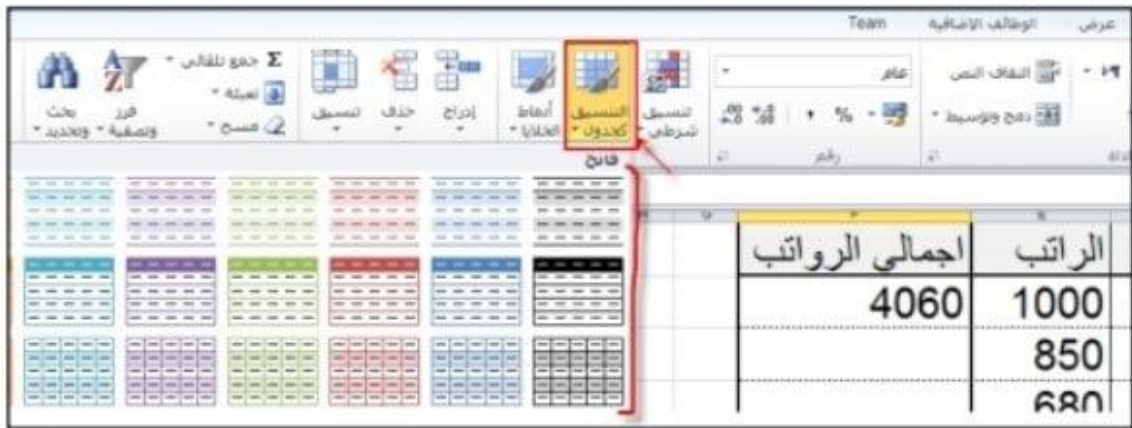 عرض الوظائف الإضافية Team
التفاف النص
دمج وتوسيط
عام
% ,
رقم
تنسيق شرطي
التنسيق كجدول
أنماط الخلايا
إدراج
حذف
تنسيق
Σ جمع تلقائي
تعبئة
مسح
فرز وتصفية
بحث وتحديد
فاتح
E F G H
الراتب اجمالي الرواتب
1000 4060
850
680